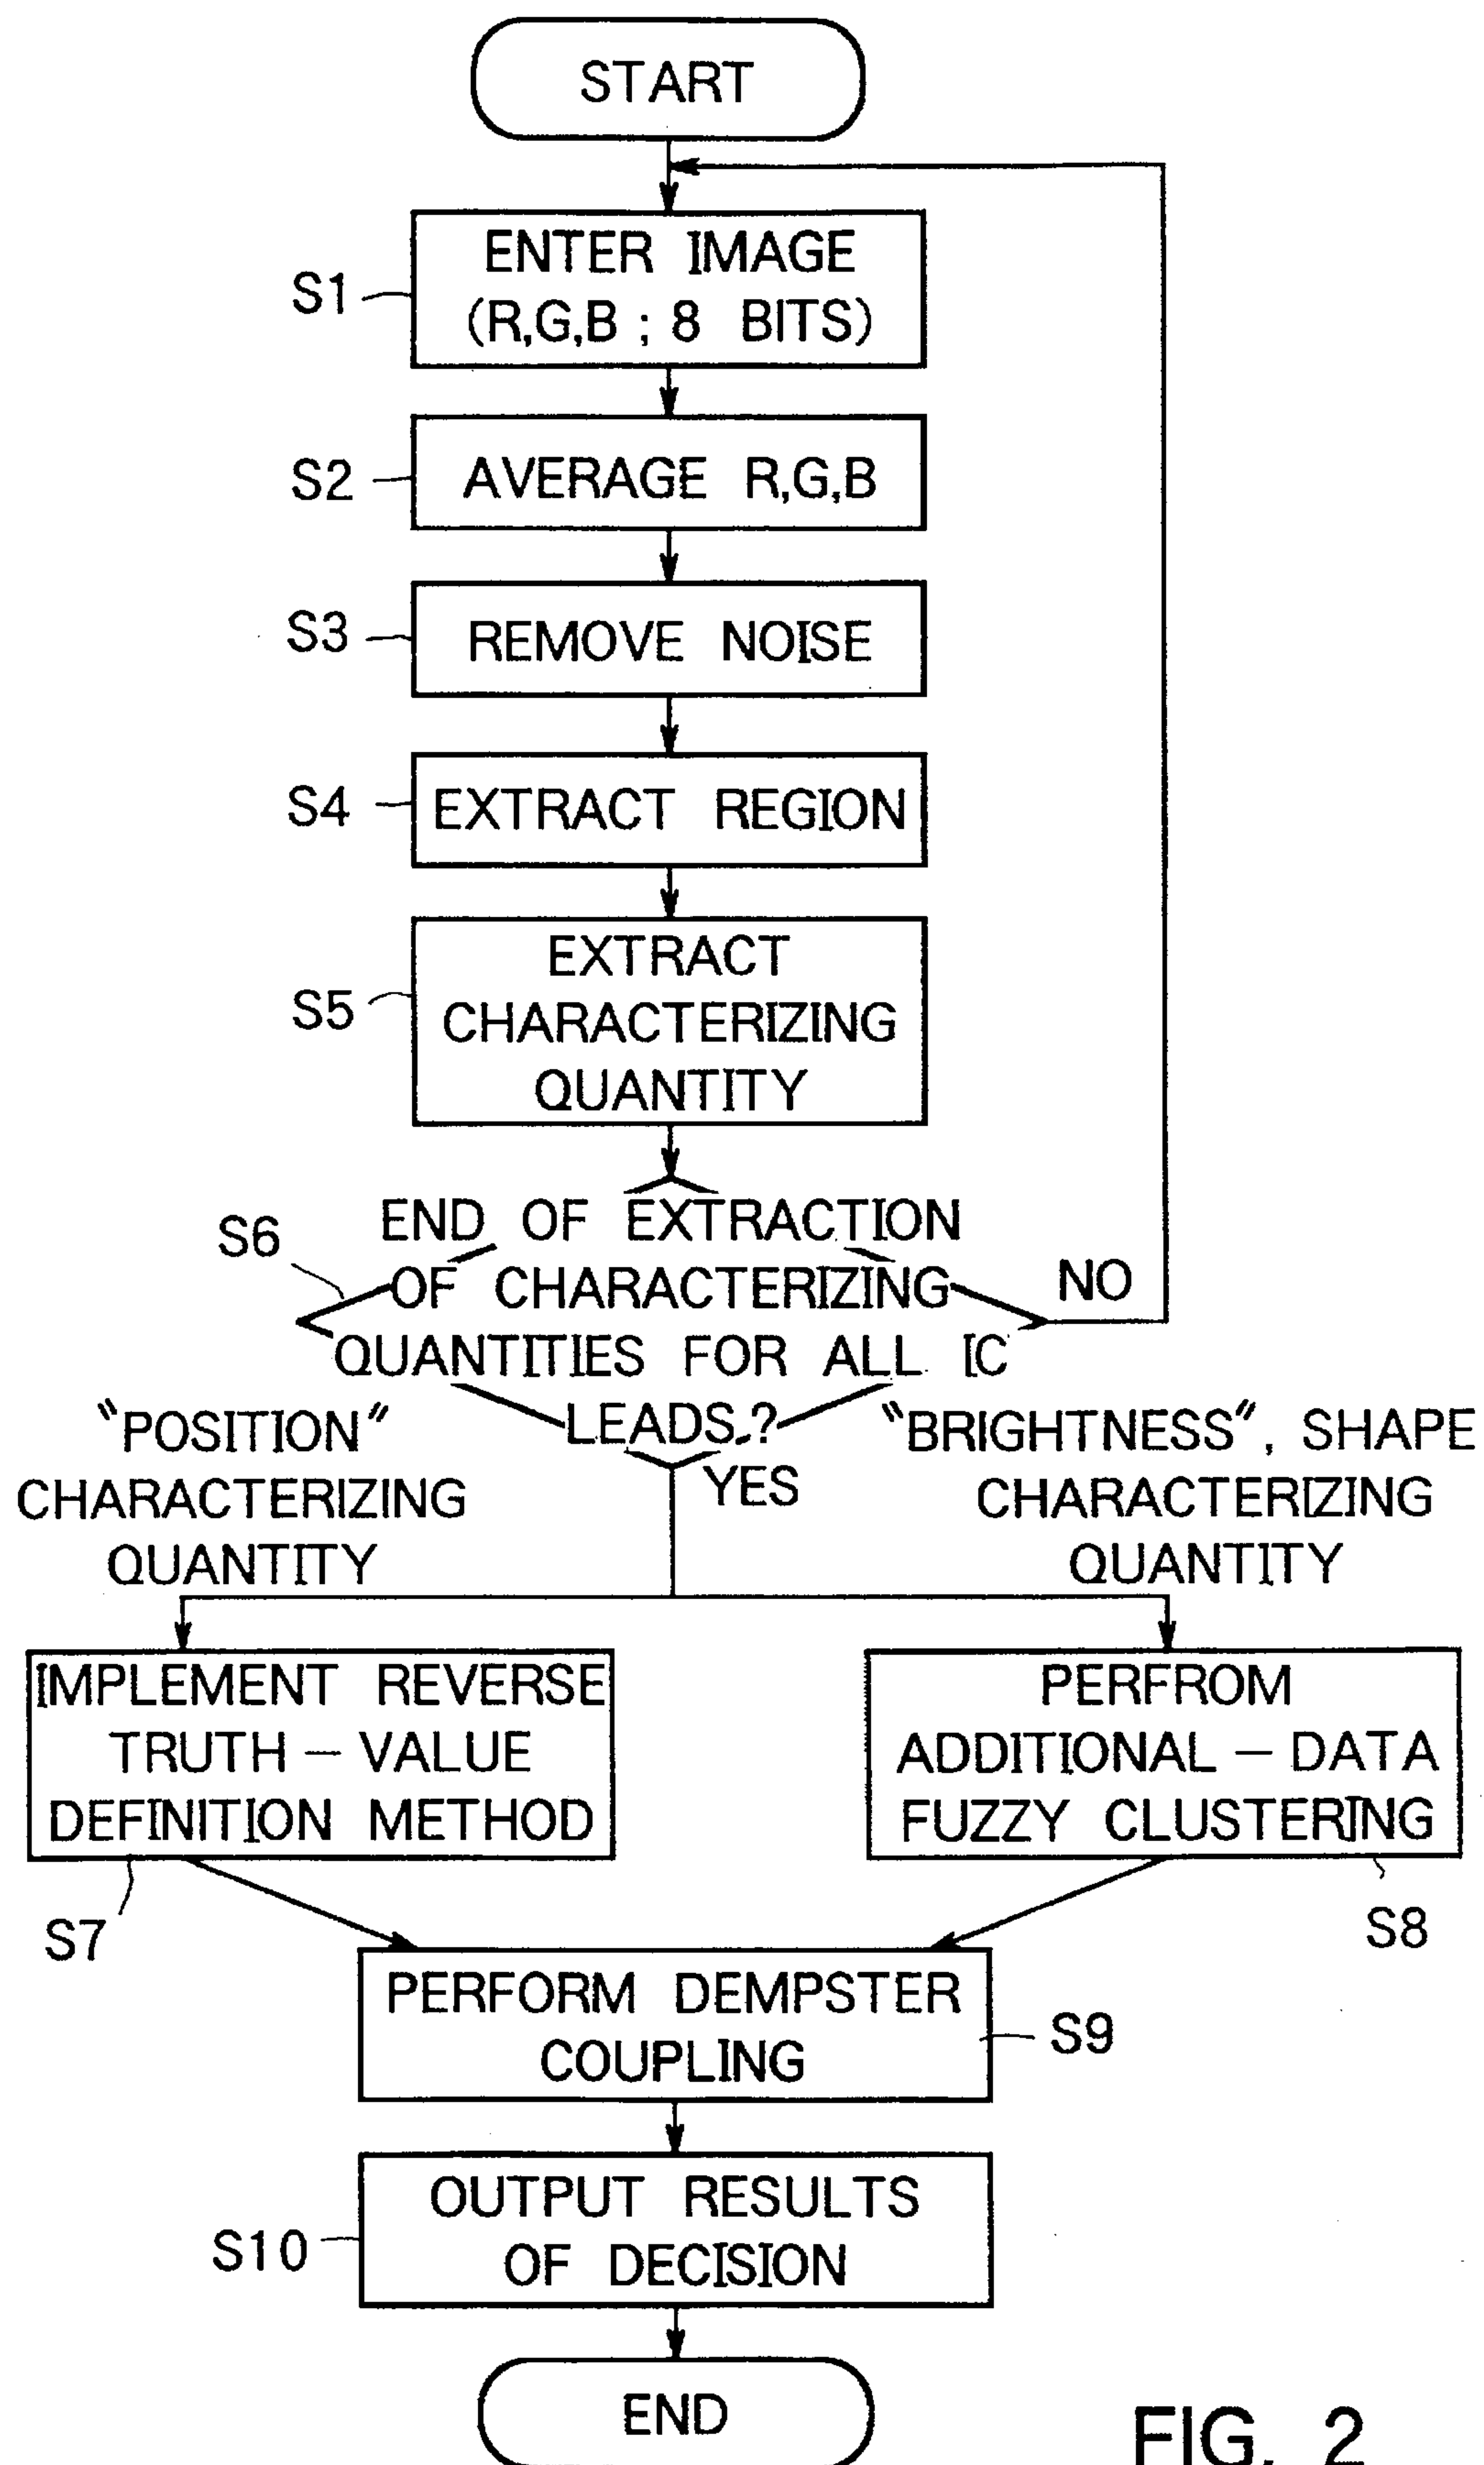 START
ENTER IMAGE
(R,G,B ; 8 BITS)
S1
AVERAGE R,G,B
S2
REMOVE NOISE
S3
EXTRACT REGION
S4
EXTRACT
CHARACTERIZING
QUANTITY
S5
END OF EXTRACTION
OF CHARACTERIZING
QUANTITIES FOR ALL IC
LEADS ?
S6
NO
YES
"POSITION"
CHARACTERIZING
QUANTITY
"BRIGHTNESS", SHAPE
CHARACTERIZING
QUANTITY
IMPLEMENT REVERSE
TRUTH - VALUE
DEFINITION METHOD
S7
PERFROM
ADDITIONAL - DATA
FUZZY CLUSTERING
S8
PERFORM DEMPSTER
COUPLING
S9
OUTPUT RESULTS
OF DECISION
S10
END
FIG. 2